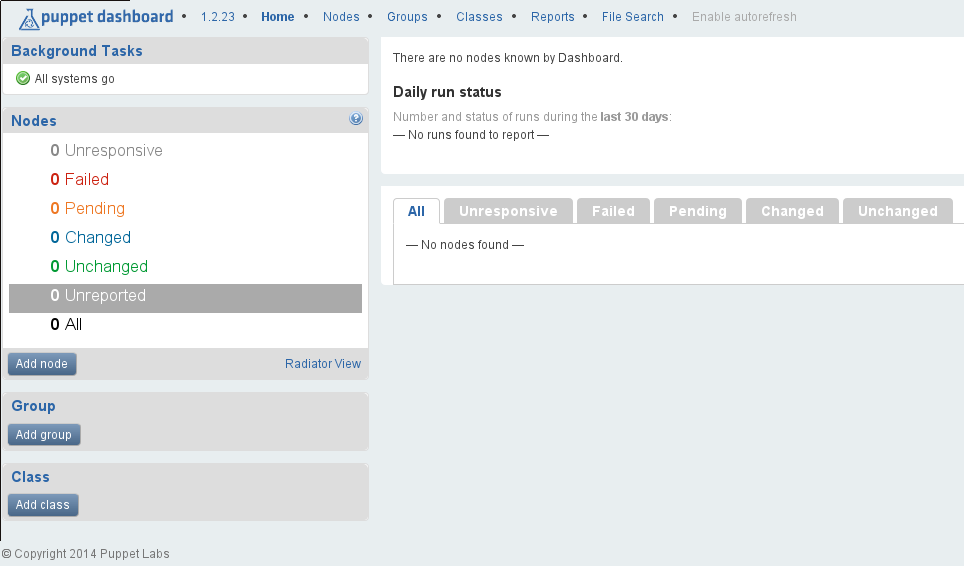 puppet dashboard • 1.2.23 • Home • Nodes • Groups • Classes • Reports • File Search • Enable autorefresh
Background Tasks
All systems go
Nodes
?
0 Unresponsive
0 Failed
0 Pending
0 Changed
0 Unchanged
0 Unreported
0 All
Add node Radiator View
Group
Add group
Class
Add class
There are no nodes known by Dashboard.
Daily run status
Number and status of runs during the last 30 days:
— No runs found to report —
All Unresponsive Failed Pending Changed Unchanged
— No nodes found —
© Copyright 2014 Puppet Labs